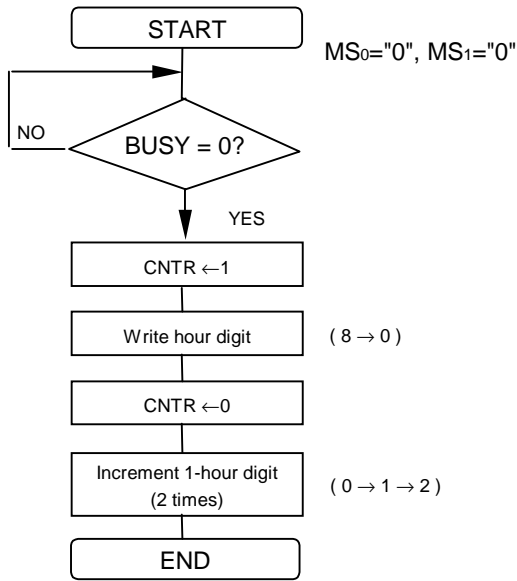 START
MS0="0", MS1="0"
NO
BUSY = 0?
YES
CNTR ←1
Write hour digit
( 8 → 0 )
CNTR ←0
Increment 1-hour digit
(2 times)
( 0 → 1 → 2 )
END